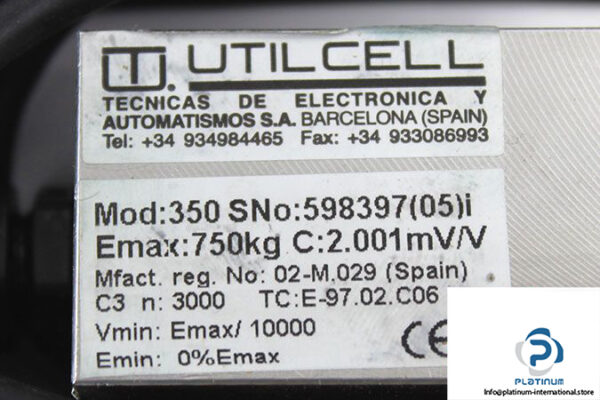 UTILCELL
TECNICAS DE ELECTRONICA Y
AUTOMATISMOS S.A. BARCELONA (SPAIN)
Tel: +34 934984465 Fax: +34 933086993
Mod:350 SNo:598397(05)i
Emax:750kg C:2.001mV/V
Mfact. reg. No: 02-M.029 (Spain)
C3 n: 3000 TC:E-97.02.C06
Vmin: Emax/ 10000
Emin: 0%Emax
CE
PLATINUM
Info@platinum-international.store